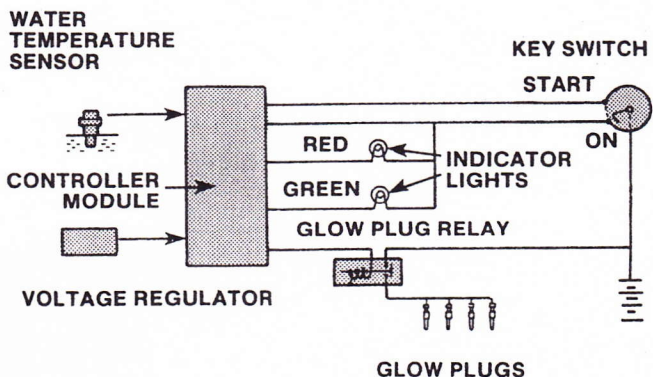 WATER
TEMPERATURE
SENSOR
KEY SWITCH
START
ON
RED
INDICATOR
LIGHTS
CONTROLLER
MODULE
GREEN
GLOW PLUG RELAY
VOLTAGE REGULATOR
GLOW PLUGS